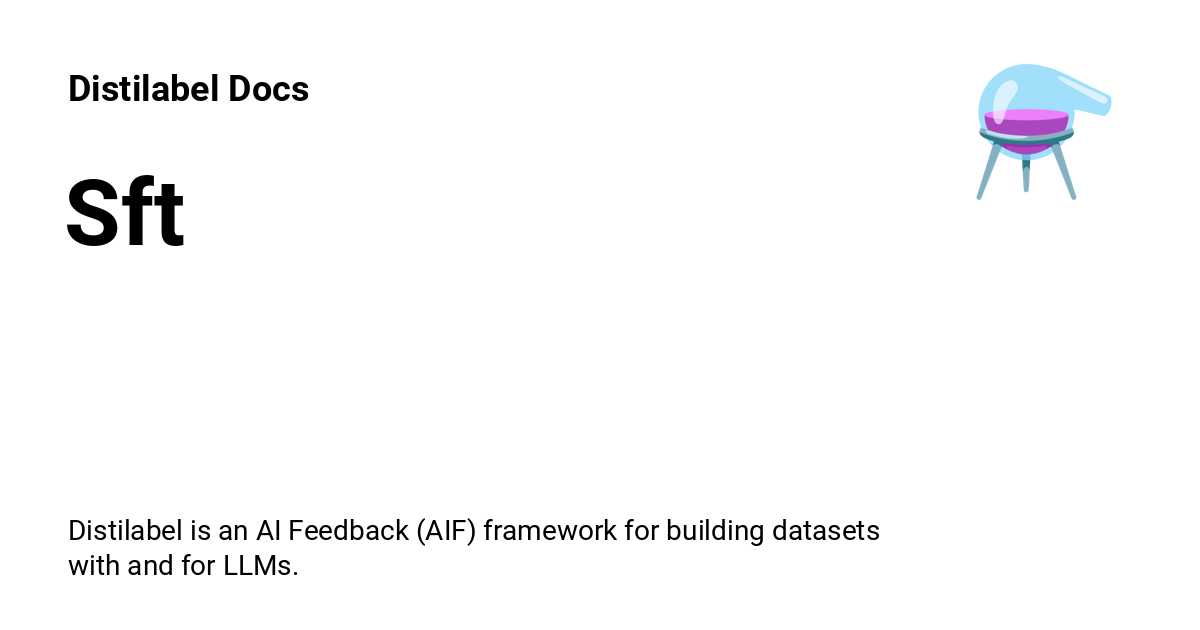 Distilabel Docs
Sft
Distilabel is an AI Feedback (AIF) framework for building datasets
with and for LLMs.